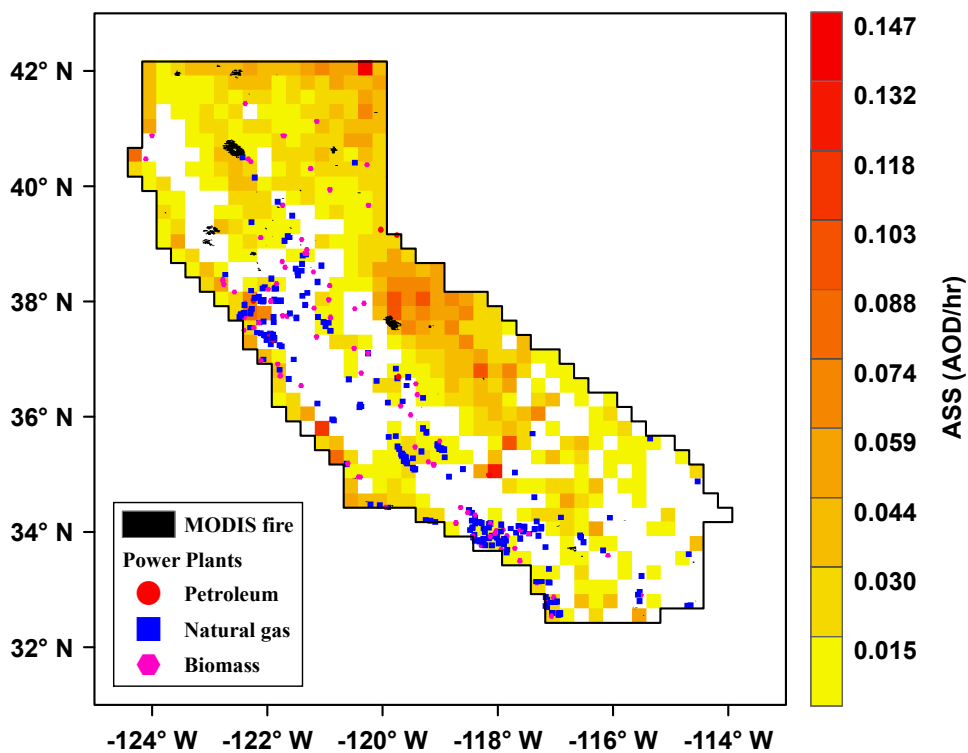 42° N
40° N
38° N
36° N
34° N
32° N
-124° W
-122° W
-120° W
-118° W
-116° W
-114° W
MODIS fire
Power Plants
Petroleum
Natural gas
Biomass
0.147
0.132
0.118
0.103
0.088
0.074
0.059
0.044
0.030
0.015
ASS (AOD/hr)